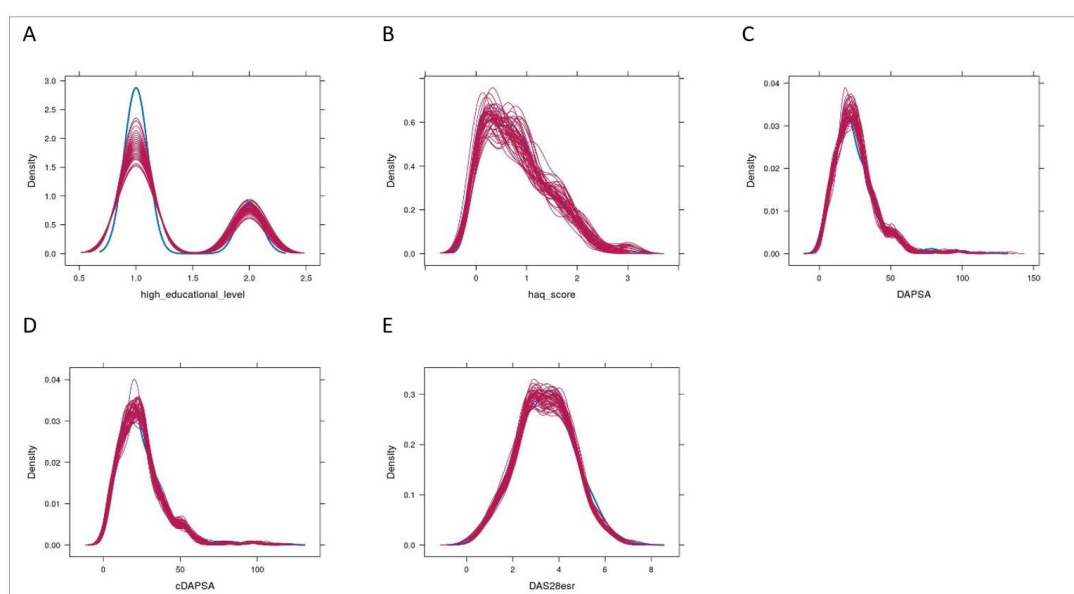 A
B
C
Density
3.0
2.5
2.0
1.5
1.0
0.5
0.0
0.5 1.0 1.5 2.0 2.5
high_educational_level
Density
0.6
0.4
0.2
0.0
0 1 2 3
haq_score
Density
0.04
0.03
0.02
0.01
0.00
0 50 100 150
DAPSA
D
E
Density
0.04
0.03
0.02
0.01
0.00
0 50 100
cDAPSA
Density
0.3
0.2
0.1
0.0
0 2 4 6 8
DAS28esr